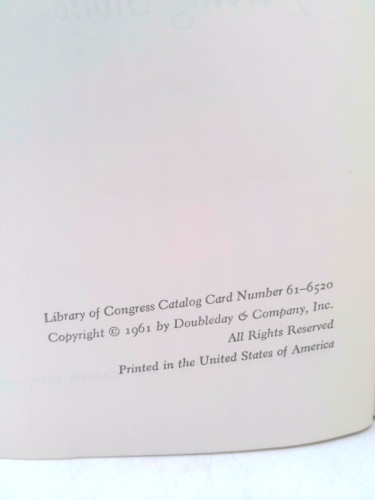 Library of Congress Catalog Card Number 61–6520
Copyright © 1961 by Doubleday & Company, Inc.
All Rights Reserved
Printed in the United States of America